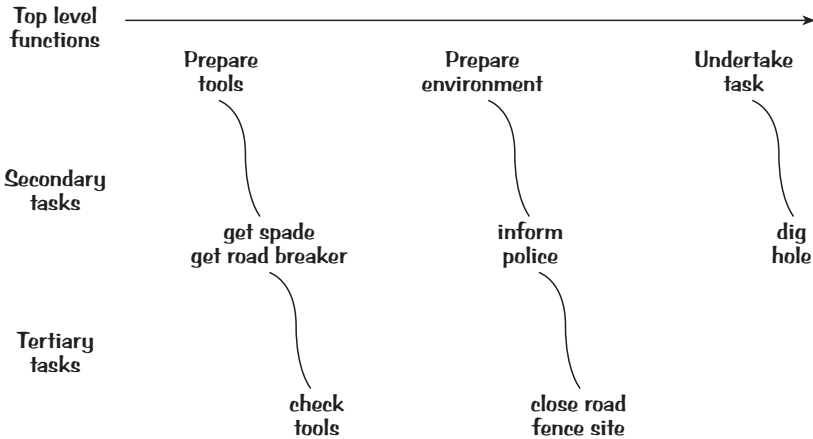 Top level
functions
Prepare
tools
Prepare
environment
Undertake
task
Secondary
tasks
get spade
get road breaker
inform
police
dig
hole
Tertiary
tasks
check
tools
close road
fence site